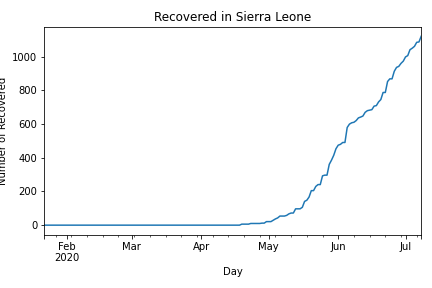 Recovered in Sierra Leone
Number of Recovered
1000
800
600
400
200
0
Feb
2020
Mar
Apr
May
Jun
Jul
Day